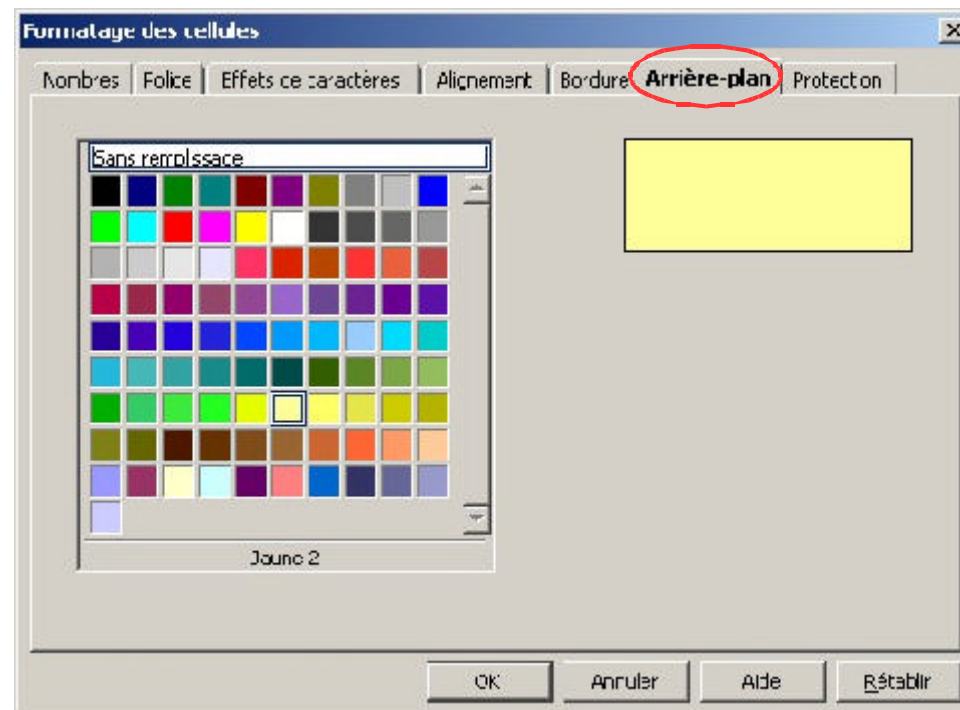 Formatage des cellules
Nombres Police Effets de caractères Alignement Bordure Arrière-plan Protection
Sans remplissage
Jaune 2
OK Annuler Aide Rétablir